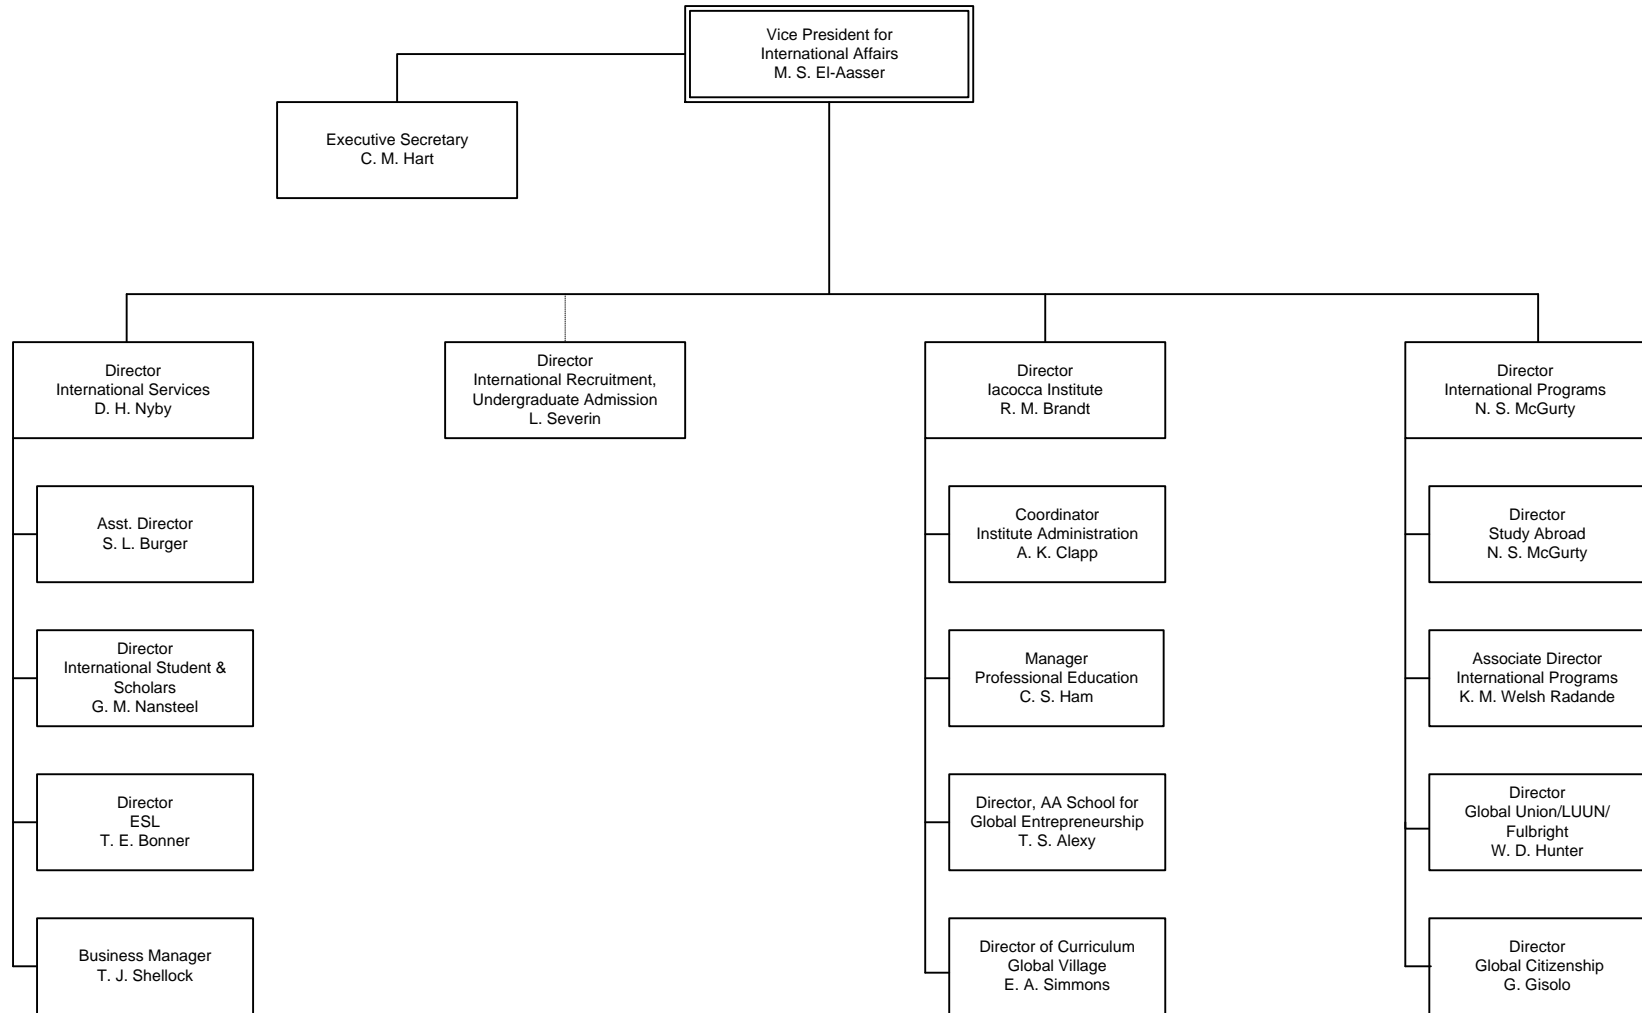 Vice President for
International Affairs
M. S. El-Aasser
Executive Secretary
C. M. Hart
Director
International Services
D. H. Nyby
Director
International Recruitment,
Undergraduate Admission
L. Severin
Director
Iacocca Institute
R. M. Brandt
Director
International Programs
N. S. McGurty
Asst. Director
S. L. Burger
Coordinator
Institute Administration
A. K. Clapp
Director
Study Abroad
N. S. McGurty
Director
International Student &
Scholars
G. M. Nansteel
Manager
Professional Education
C. S. Ham
Associate Director
International Programs
K. M. Welsh Radande
Director
ESL
T. E. Bonner
Director, AA School for
Global Entrepreneurship
T. S. Alexy
Director
Global Union/LUUN/
Fulbright
W. D. Hunter
Business Manager
T. J. Shellock
Director of Curriculum
Global Village
E. A. Simmons
Director
Global Citizenship
G. Gisolo